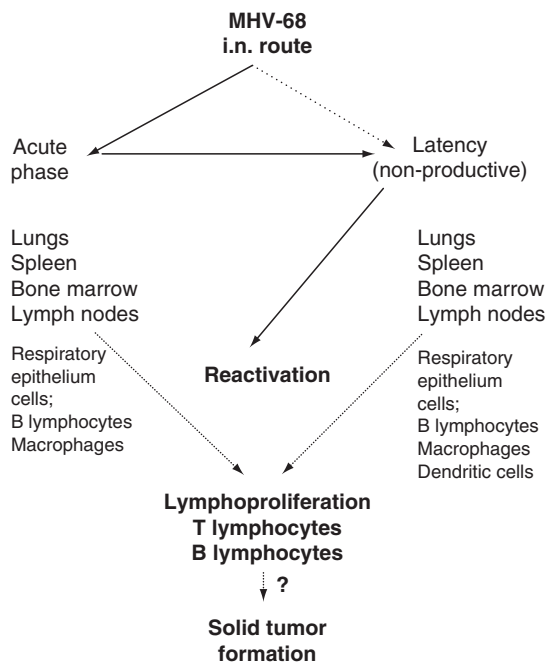 MHV-68
i.n. route
Acute
phase
Latency
(non-productive)
Lungs
Spleen
Bone marrow
Lymph nodes
Respiratory
epithelium
cells;
B lymphocytes
Macrophages
Lungs
Spleen
Bone marrow
Lymph nodes
Respiratory
epithelium
cells;
B lymphocytes
Macrophages
Dendritic cells
Reactivation
Lymphoproliferation
T lymphocytes
B lymphocytes
?
Solid tumor
formation